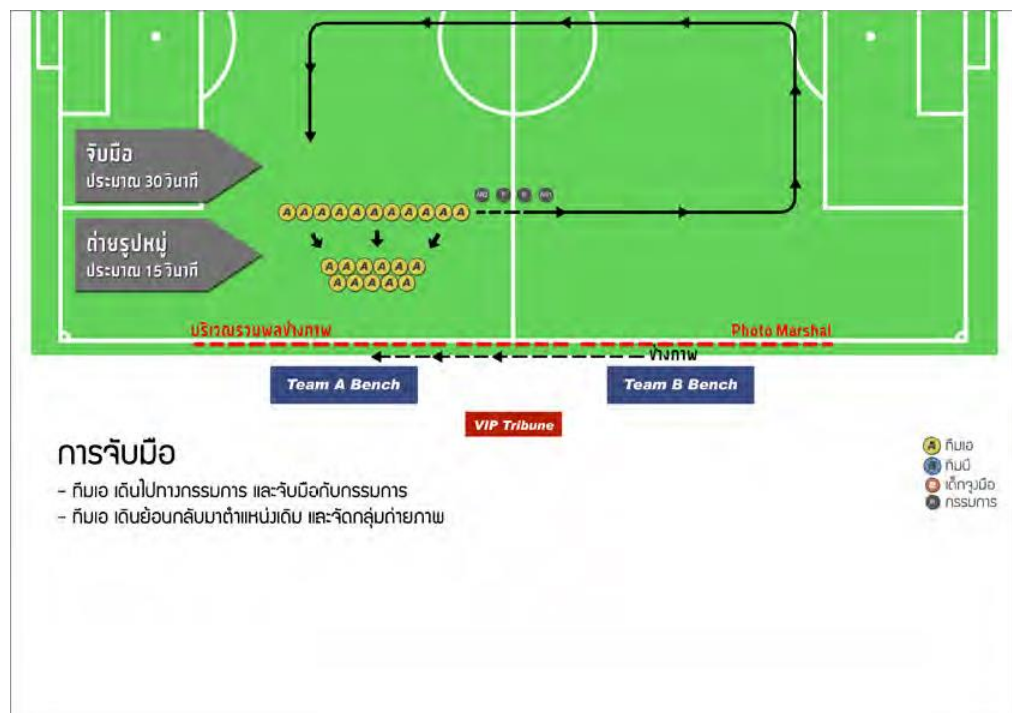 จับมือ
ประมาณ 30 วินาที
AR2 R R AR1
A A A A A A A A A A A
ถ่ายรูปหมู่
ประมาณ 15 วินาที
A A A A A A
A A A A A
บริเวณรวมพลช่างภาพ
Photo Marshal
ช่างภาพ
Team A Bench
Team B Bench
VIP Tribune
การจับมือ
- ทีมเอ เดินไปทางกรรมการ และจับมือกับกรรมการ
- ทีมเอ เดินย้อนกลับมาตำแหน่งเดิม และจัดกลุ่มถ่ายภาพ
A ทีมเอ
ทีมบี
เด็กจูงมือ
กรรมการ